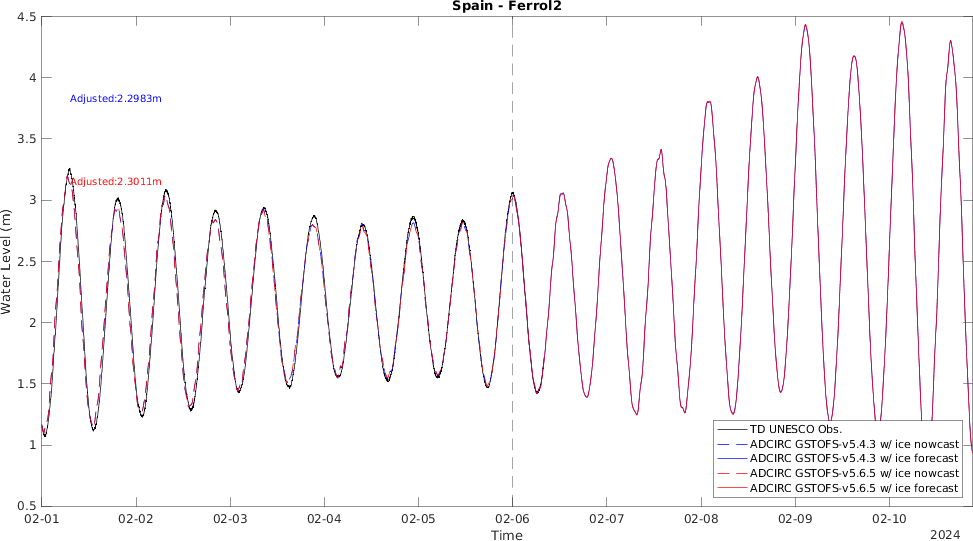 Spain - Ferrol2
4.5
4
3.5
3
2.5
2
1.5
1
0.5
Water Level (m)
Adjusted:2.2983m
Adjusted:2.3011m
TD UNESCO Obs.
ADCIRC GSTOFS-v5.4.3 w/ ice nowcast
ADCIRC GSTOFS-v5.4.3 w/ ice forecast
ADCIRC GSTOFS-v5.6.5 w/ ice nowcast
ADCIRC GSTOFS-v5.6.5 w/ ice forecast
02-01 02-02 02-03 02-04 02-05 02-06 02-07 02-08 02-09 02-10
Time
2024